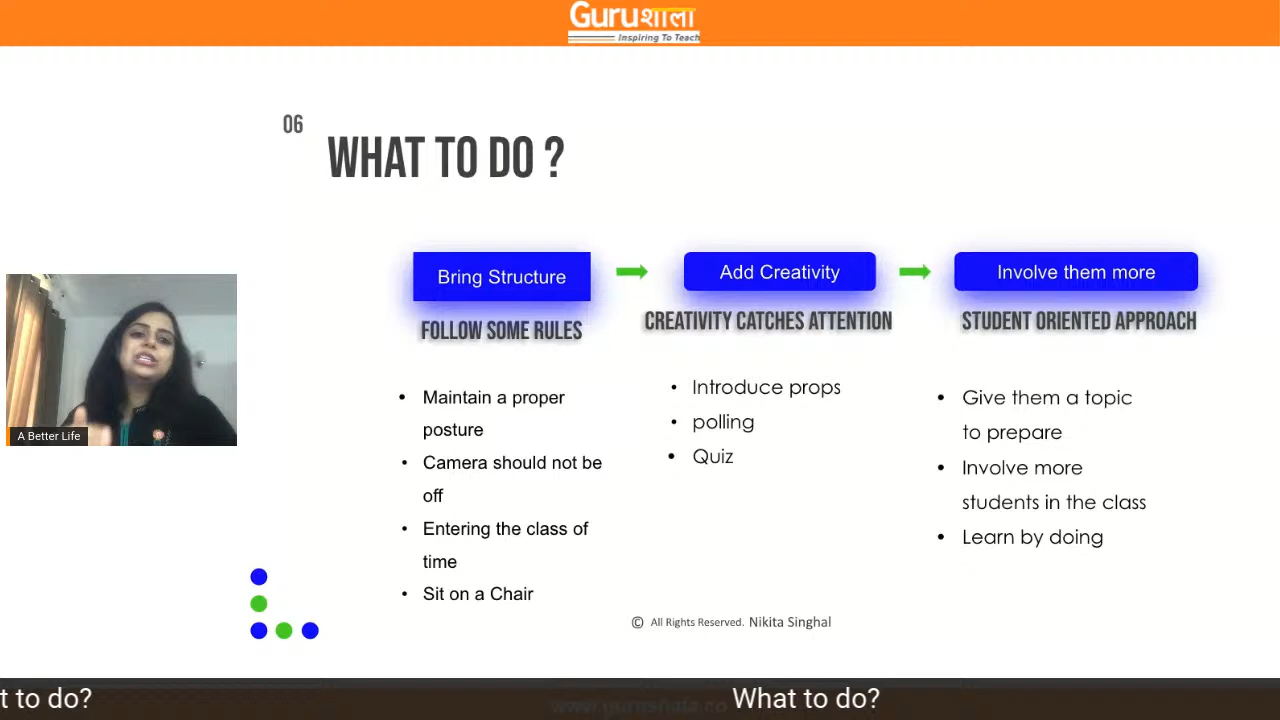 Guruशाला
Inspiring To Teach
06
WHAT TO DO ?
Bring Structure
FOLLOW SOME RULES
• Maintain a proper
posture
• Camera should not be
off
• Entering the class of
time
• Sit on a Chair
Add Creativity
CREATIVITY CATCHES ATTENTION
• Introduce props
• polling
• Quiz
Involve them more
STUDENT ORIENTED APPROACH
• Give them a topic
to prepare
• Involve more
students in the class
• Learn by doing
A Better Life
© All Rights Reserved. Nikita Singhal
t to do? What to do?